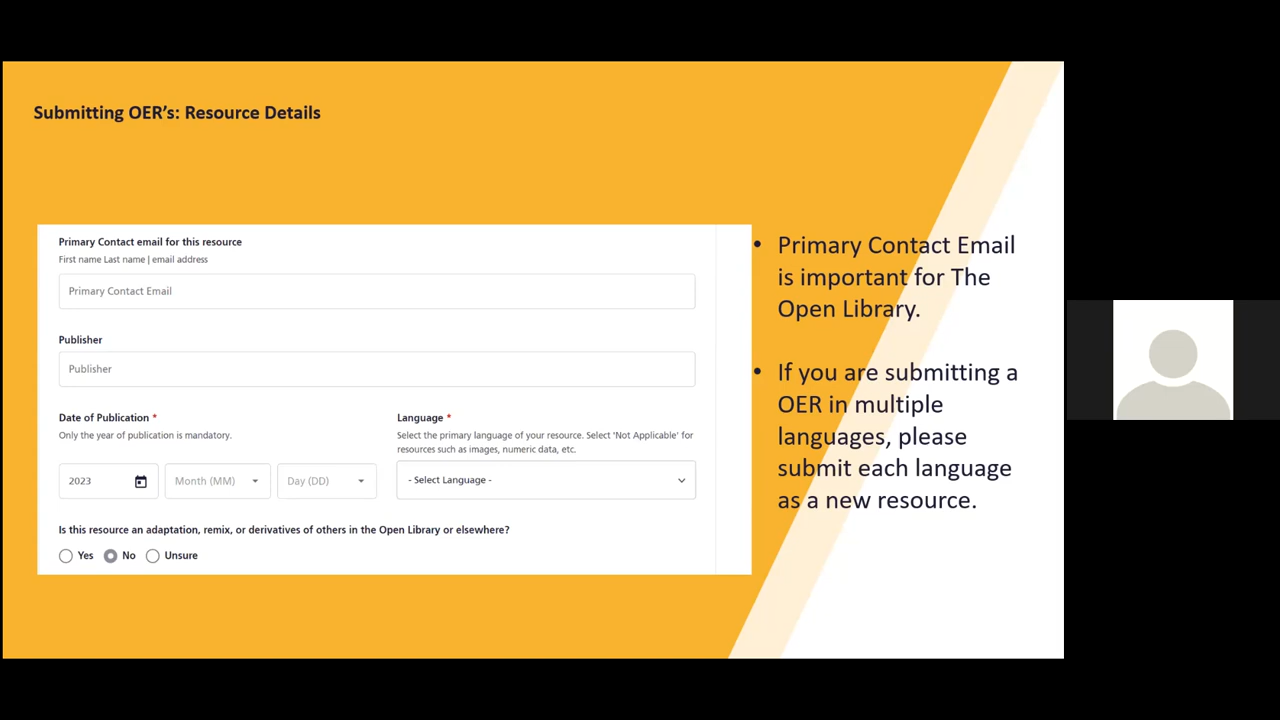 Submitting OER's: Resource Details
Primary Contact email for this resource
First name Last name | email address
Primary Contact Email
Publisher
Publisher
Date of Publication *
Only the year of publication is mandatory.
2023
Month (MM)
Day (DD)
Language *
Select the primary language of your resource. Select 'Not Applicable' for
resources such as images, numeric data, etc.
- Select Language -
Is this resource an adaptation, remix, or derivatives of others in the Open Library or elsewhere?
Yes No Unsure
• Primary Contact Email
is important for The
Open Library.
• If you are submitting a
OER in multiple
languages, please
submit each language
as a new resource.